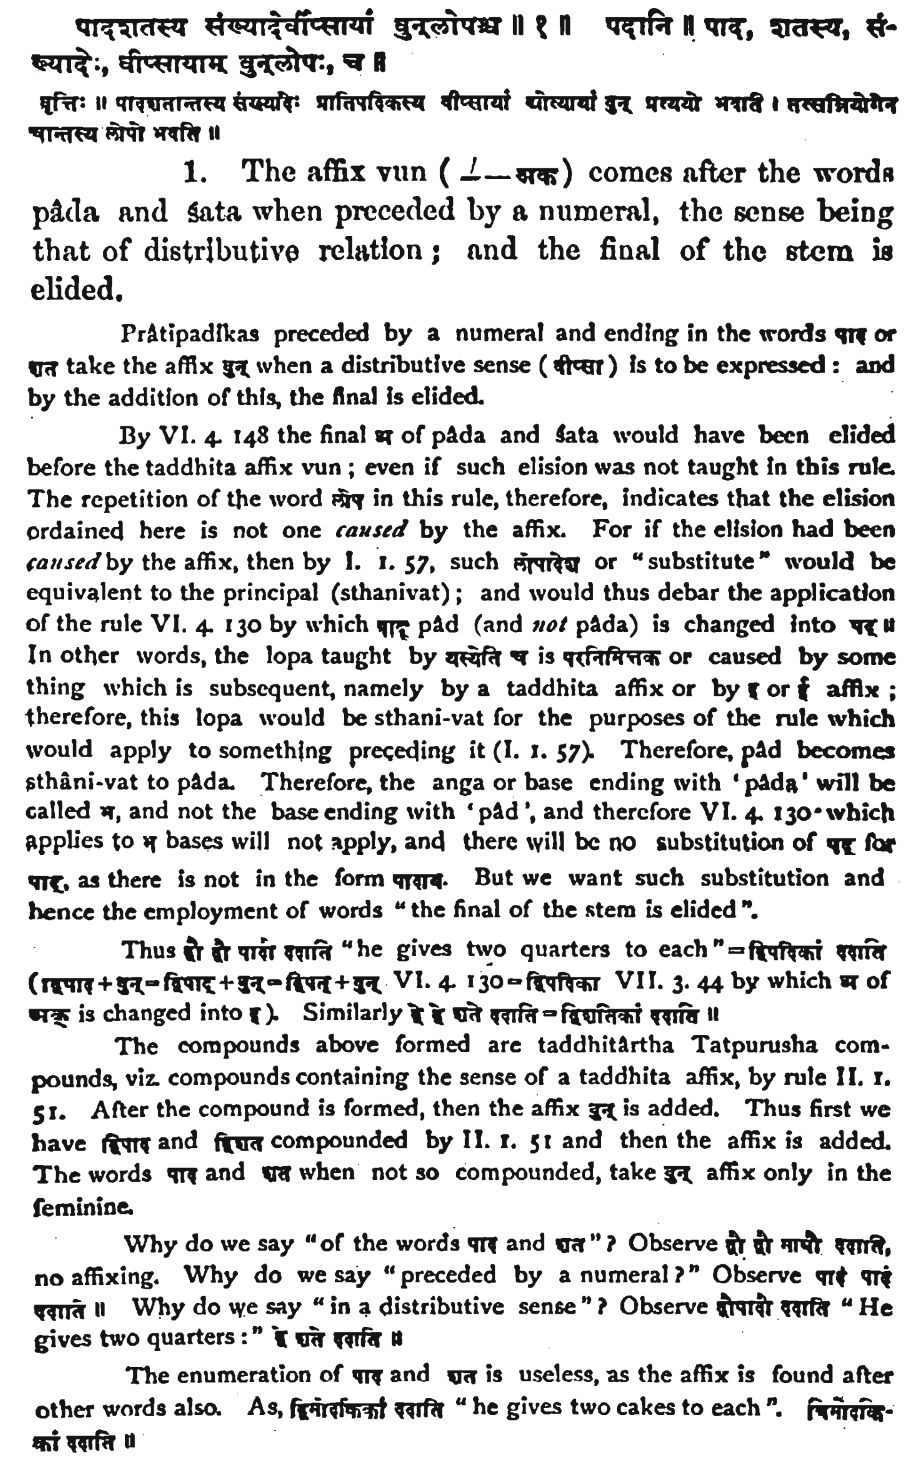 पादशतस्य संख्यादेर्वीप्सायां वुन्लोपश्च ॥ १ ॥ पदानि ॥ पाद, शतस्य, सं-
ख्यादेः, वीप्सायाम् वुन्लोपः, च ॥
वृत्तिः ॥ पादशतान्तस्य संख्यादेः प्रातिपदिकस्य वीप्सायां द्योत्यायां वुन् प्रत्ययो भवति । तत्सन्नियोगेन
चान्तस्य लोपो भवति ॥
1. The affix vun ( ⊥—अक) comes after the words
pâda and śata when preceded by a numeral, the sense being
that of distributive relation ; and the final of the stem is
elided.
Prâtipadikas preceded by a numeral and ending in the words पाद or
शत take the affix वुन् when a distributive sense ( वीप्सा ) is to be expressed : and
by the addition of this, the final is elided.
By VI. 4. 148 the final अ of pâda and śata would have been elided
before the taddhita affix vun ; even if such elision was not taught in this rule.
The repetition of the word लोप in this rule, therefore, indicates that the elision
ordained here is not one caused by the affix. For if the elision had been
caused by the affix, then by I. 1. 57, such लोपादेश or “substitute” would be
equivalent to the principal (sthanivat) ; and would thus debar the application
of the rule VI. 4. 130 by which पाद् pâd (and not pâda) is changed into पद् ॥
In other words, the lopa taught by यस्येति च is परनिमित्तक or caused by some
thing which is subsequent, namely by a taddhita affix or by इ or ई affix ;
therefore, this lopa would be sthani-vat for the purposes of the rule which
would apply to something preceding it (I. 1. 57). Therefore, pâd becomes
sthâni-vat to pâda. Therefore, the anga or base ending with ‘pâda’ will be
called भ, and not the base ending with ‘pâd’, and therefore VI. 4. 130 which
applies to भ bases will not apply, and there will be no substitution of पद् for
पाद्, as there is not in the form पादाय. But we want such substitution and
hence the employment of words “the final of the stem is elided”.
Thus द्वौ द्वौ पादौ ददाति “he gives two quarters to each”=द्विपदिकां ददाति
(द्विपाद+वुन्=द्विपाद्+वुन्=द्विपत्+वुन् VI. 4. 130=द्विपदिका VII. 3. 44 by which अ of
अक् is changed into इ). Similarly द्वे द्वे शते ददाति=द्विशतिकां ददाति ॥
The compounds above formed are taddhitârtha Tatpurusha com-
pounds, viz. compounds containing the sense of a taddhita affix, by rule II. 1.
51. After the compound is formed, then the affix वुन् is added. Thus first we
have द्विपाद and द्विशत compounded by II. 1. 51 and then the affix is added.
The words पाद and शत when not so compounded, take वुन् affix only in the
feminine.
Why do we say “of the words पाद and शत”? Observe द्वौ द्वौ माषौ ददाति,
no affixing. Why do we say “preceded by a numeral?” Observe पादं पादं
ददाति ॥ Why do we say “in a distributive sense”? Observe द्वौपादौ ददाति “He
gives two quarters :” द्वे शते ददाति ॥
The enumeration of पाद and शत is useless, as the affix is found after
other words also. As, द्विमोदकिकां ददाति “he gives two cakes to each”. त्रिमोदकि-
कां ददाति ॥